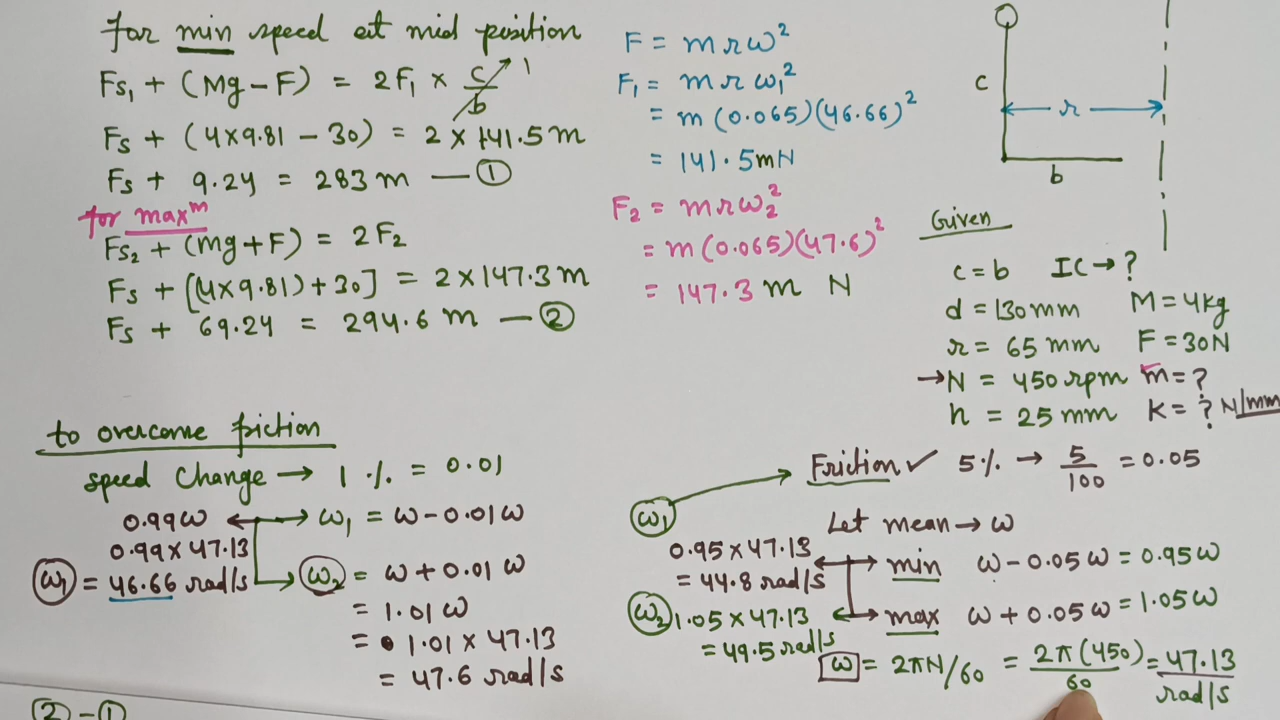 for min speed at mid position
Fs₁ + (Mg - F) = 2F₁ × c/b 1
Fs + (4×9.81 - 30) = 2 × 141.5m
Fs + 9.24 = 283 m — ①
for maxᵐ
Fs₂ + (mg + F) = 2F₂
Fs + [(4×9.81)+30] = 2×147.3m
Fs + 69.24 = 294.6 m — ②
F = mrω²
F₁ = mrω₁²
= m(0.065)(46.66)²
= 141.5mN
F₂ = mrω₂²
= m(0.065)(47.6)²
= 147.3 m N
c
r
b
Given
c = b IC → ?
d = 130mm M = 4kg
r = 65 mm F = 30N
→ N = 450 rpm m = ?
h = 25 mm K = ? N/mm
to overcome friction
speed change → 1 % = 0.01
0.99ω ↔ ω₁ = ω - 0.01ω
0.99 × 47.13
ω₁ = 46.66 rad/s
ω₂ = ω + 0.01 ω
= 1.01 ω
= 1.01 × 47.13
= 47.6 rad/s
ω₁ → Friction ✓ 5% → 5/100 = 0.05
Let mean → ω
0.95 × 47.13 ↔ min ω - 0.05ω = 0.95ω
= 44.8 rad/s
ω₂ 1.05 × 47.13 ↔ max ω + 0.05ω = 1.05ω
= 49.5 rad/s
ω = 2πN/60 = 2π(450)/60 = 47.13 rad/s
② - ①